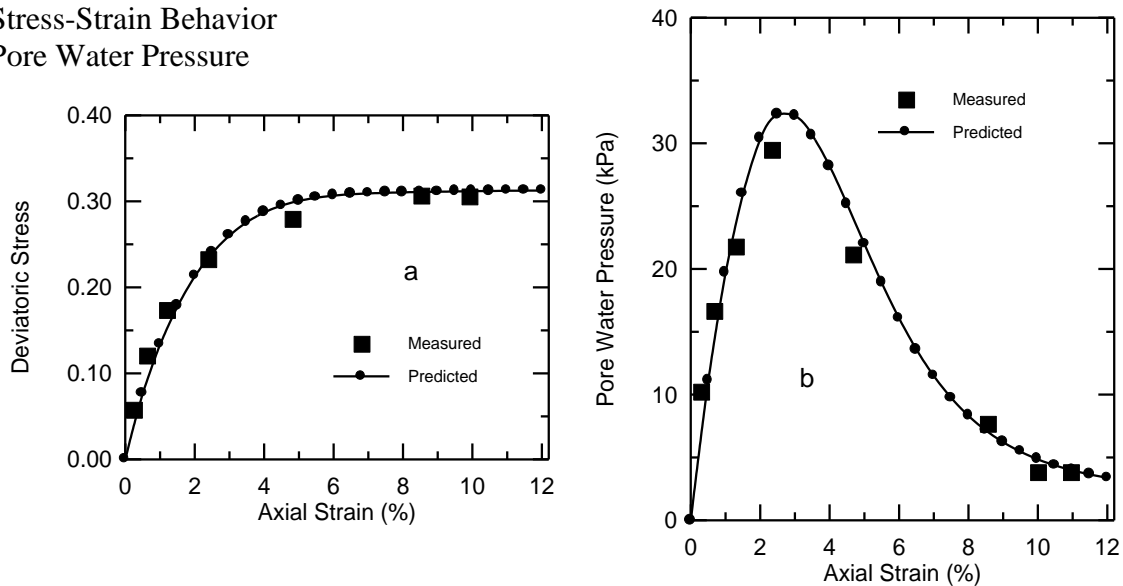 Stress-Strain Behavior
Pore Water Pressure
0.40
0.30
0.20
0.10
0.00
Deviatoric Stress
a
Measured
Predicted
0 2 4 6 8 10 12
Axial Strain (%)
40
30
20
10
0
Pore Water Pressure (kPa)
Measured
Predicted
b
0 2 4 6 8 10 12
Axial Strain (%)